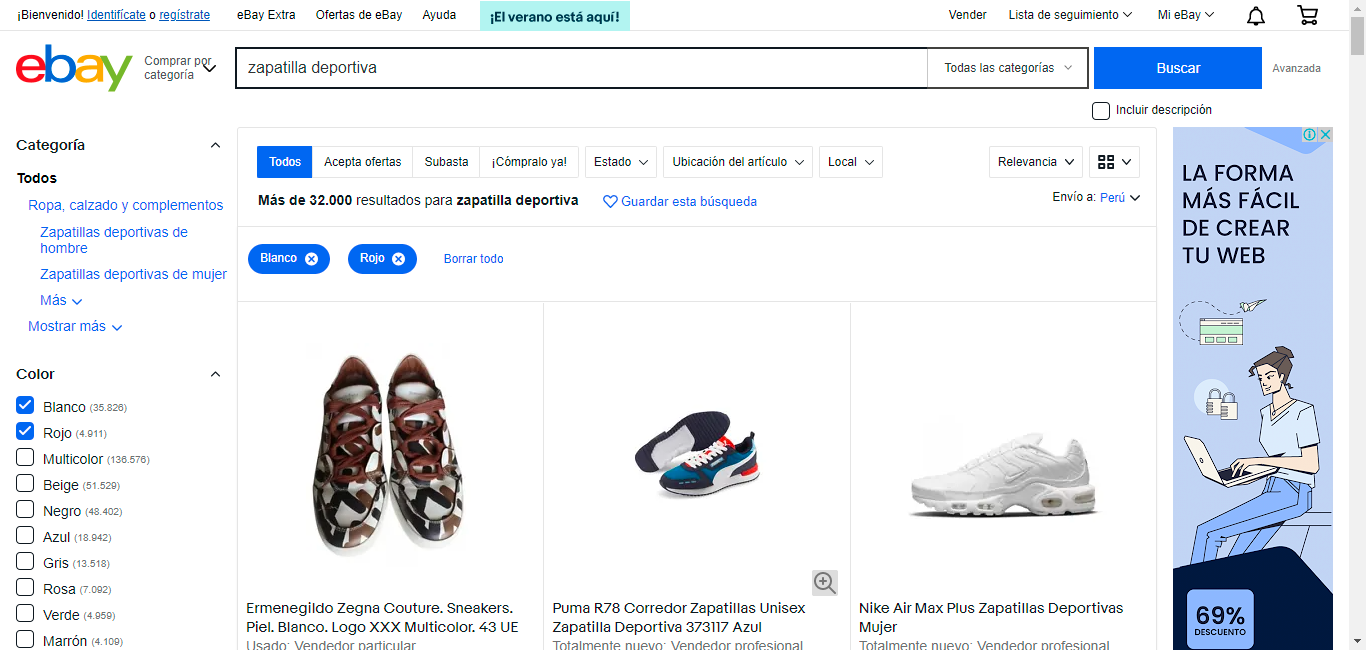 ¡Bienvenido! Identifícate o regístrate eBay Extra Ofertas de eBay Ayuda ¡El verano está aquí! Vender Lista de seguimiento Mi eBay
ebay
Comprar por
categoría
zapatilla deportiva Todas las categorías Buscar Avanzada
Incluir descripción
Categoría
Todos
Ropa, calzado y complementos
Zapatillas deportivas de
hombre
Zapatillas deportivas de mujer
Más
Mostrar más
Color
Blanco (35.826)
Rojo (4.911)
Multicolor (136.576)
Beige (51.529)
Negro (48.402)
Azul (18.942)
Gris (13.518)
Rosa (7.092)
Verde (4.959)
Marrón (4.109)
Todos Acepta ofertas Subasta ¡Cómpralo ya! Estado Ubicación del artículo Local Relevancia
Más de 32.000 resultados para zapatilla deportiva Guardar esta búsqueda Envío a: Perú
Blanco Rojo Borrar todo
Ermenegildo Zegna Couture. Sneakers.
Piel. Blanco. Logo XXX Multicolor. 43 UE
Usado: Vendedor particular
Puma R78 Corredor Zapatillas Unisex
Zapatilla Deportiva 373117 Azul
Totalmente nuevo: Vendedor profesional
Nike Air Max Plus Zapatillas Deportivas
Mujer
Totalmente nuevo: Vendedor profesional
LA FORMA
MÁS FÁCIL
DE CREAR
TU WEB
69%
DESCUENTO